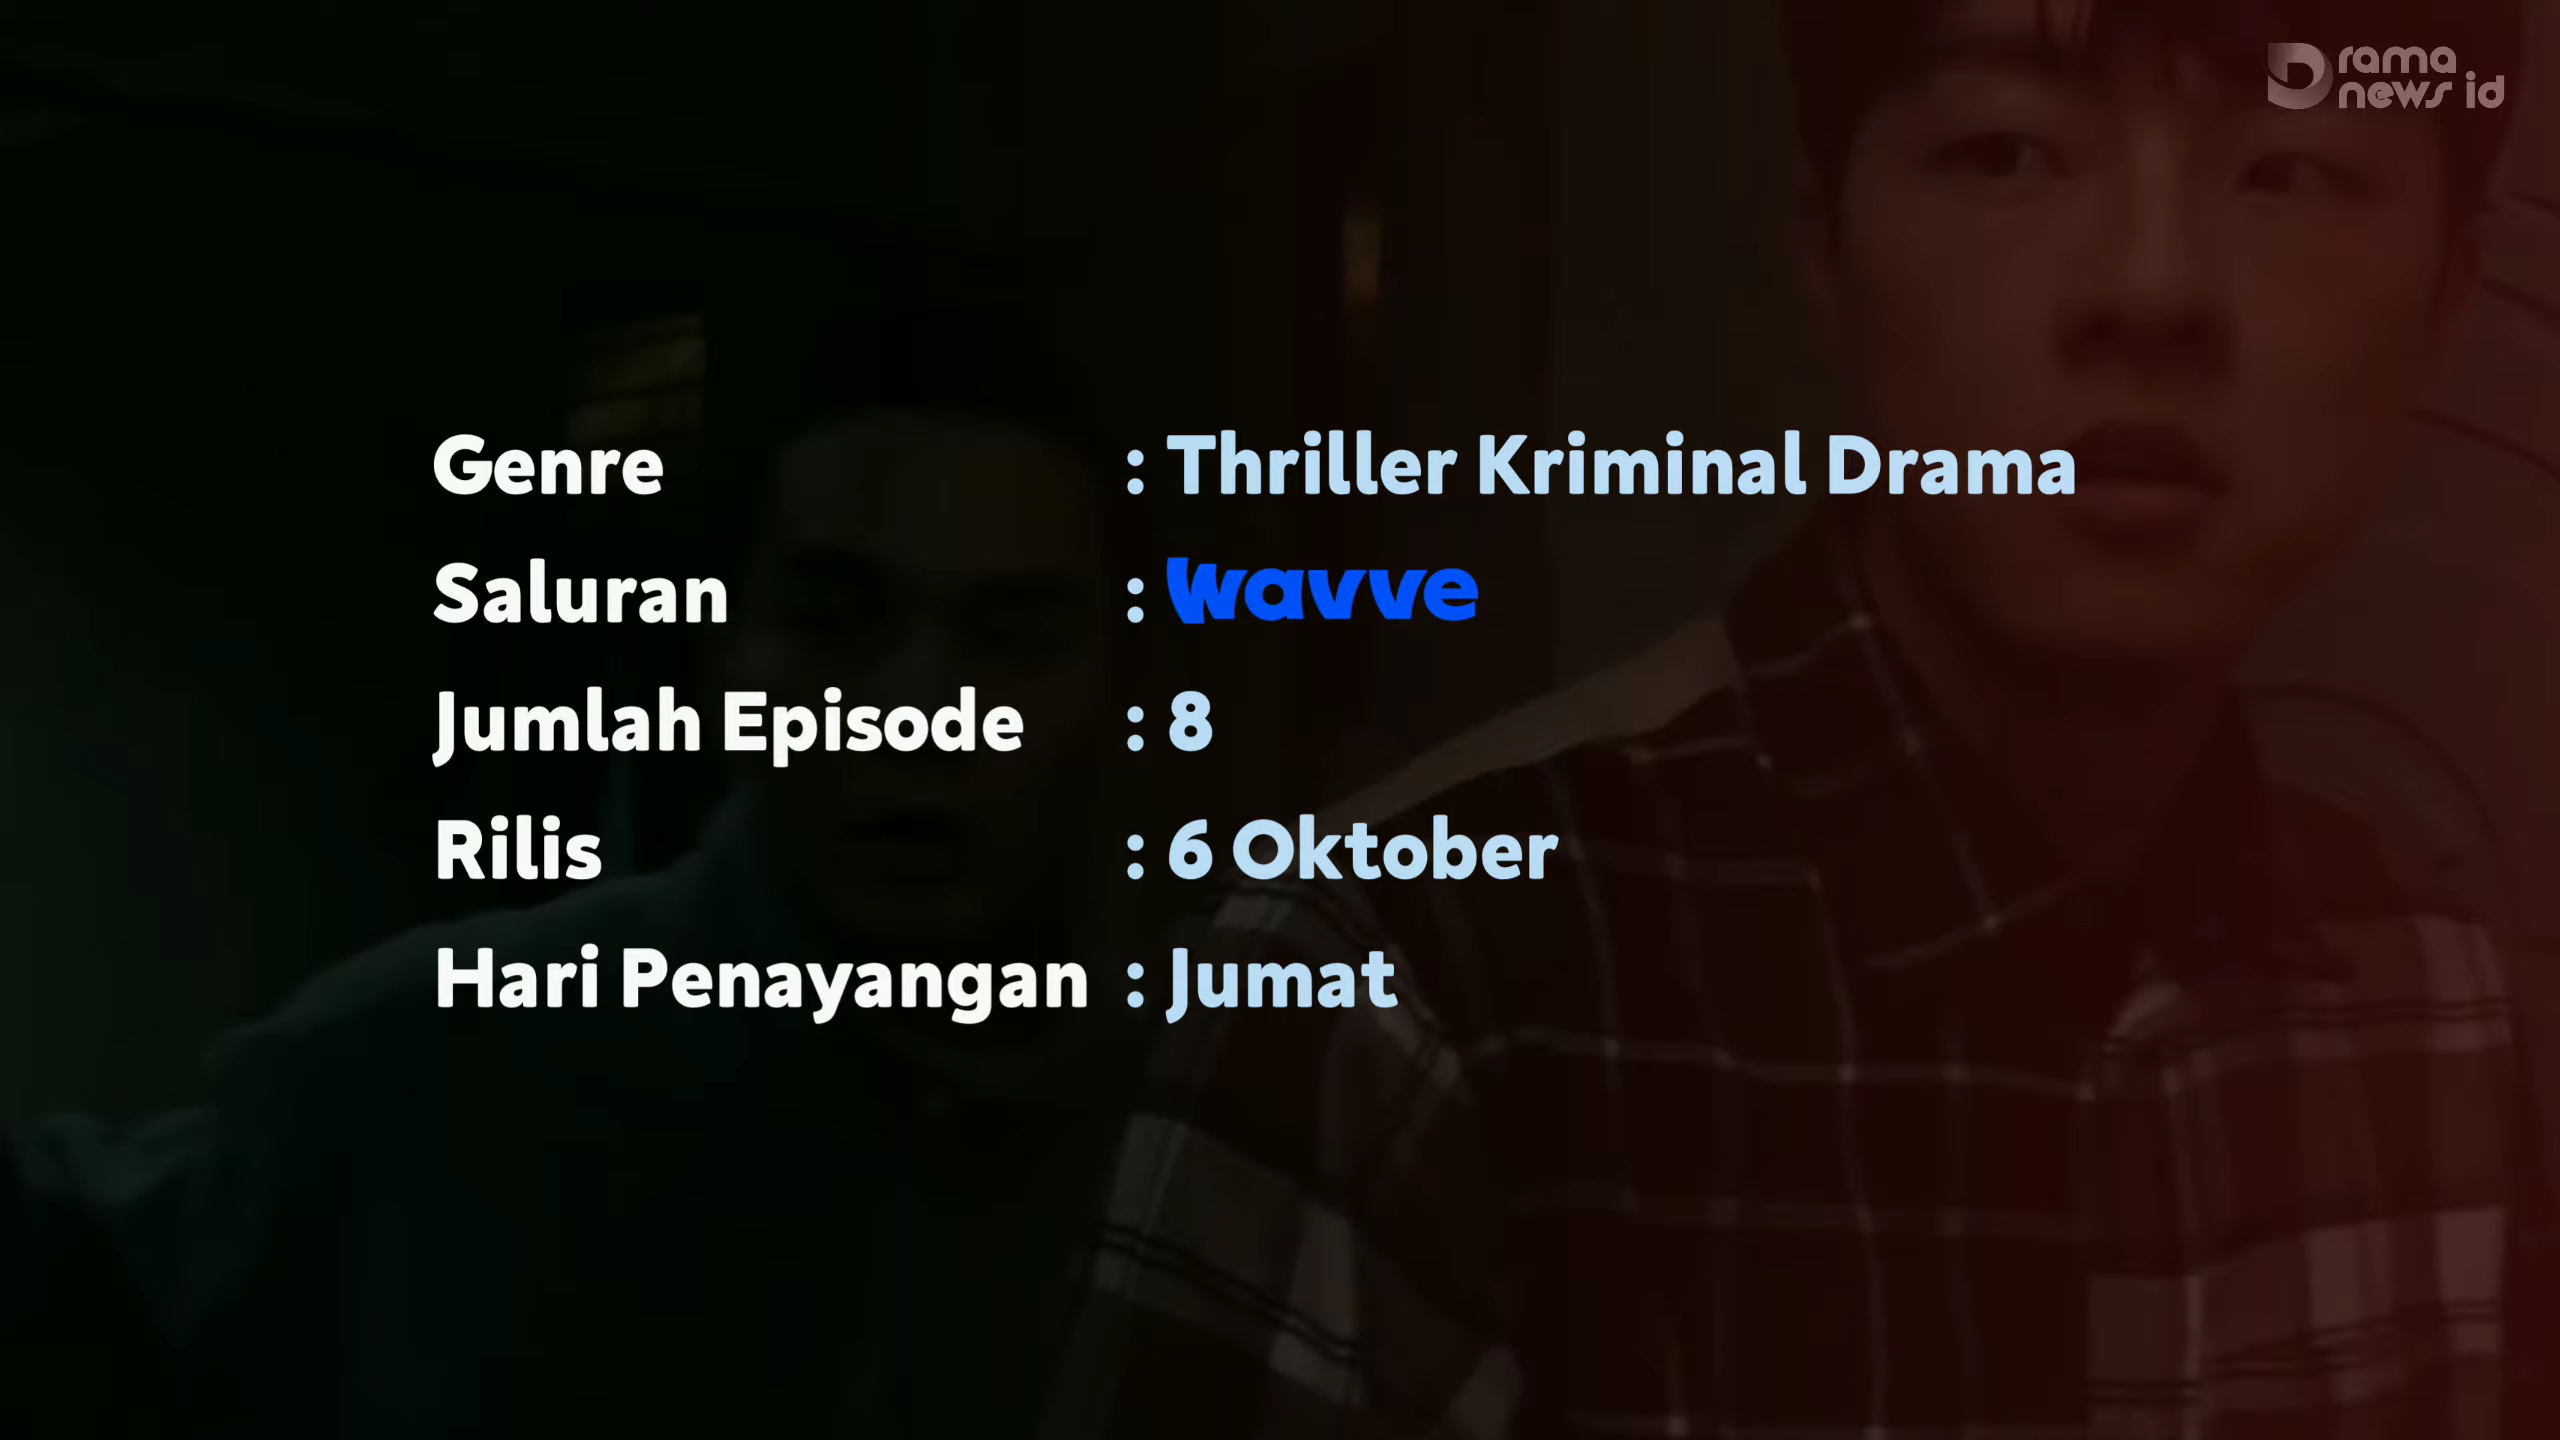 Drama
news id
Genre : Thriller Kriminal Drama
Saluran : wavve
Jumlah Episode : 8
Rilis : 6 Oktober
Hari Penayangan : Jumat